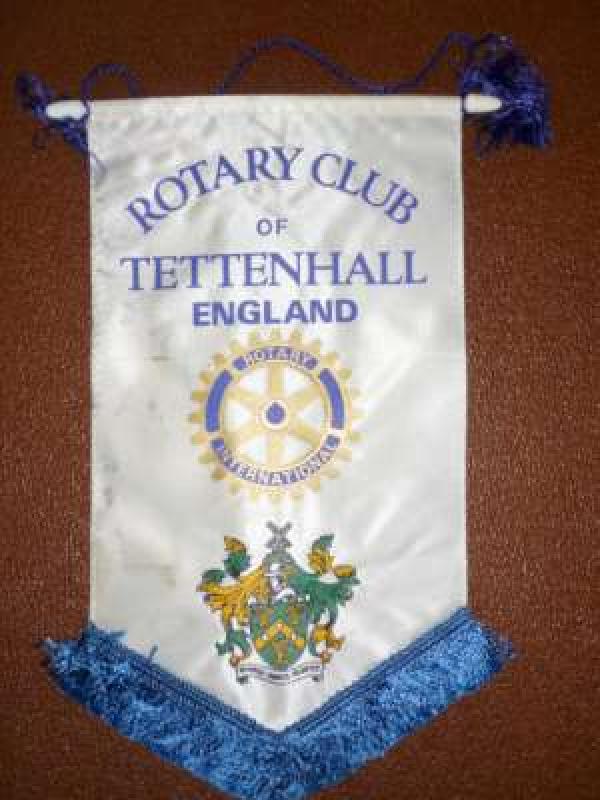 ROTARY CLUB
OF
TETTENHALL
ENGLAND
ROTARY
INTERNATIONAL